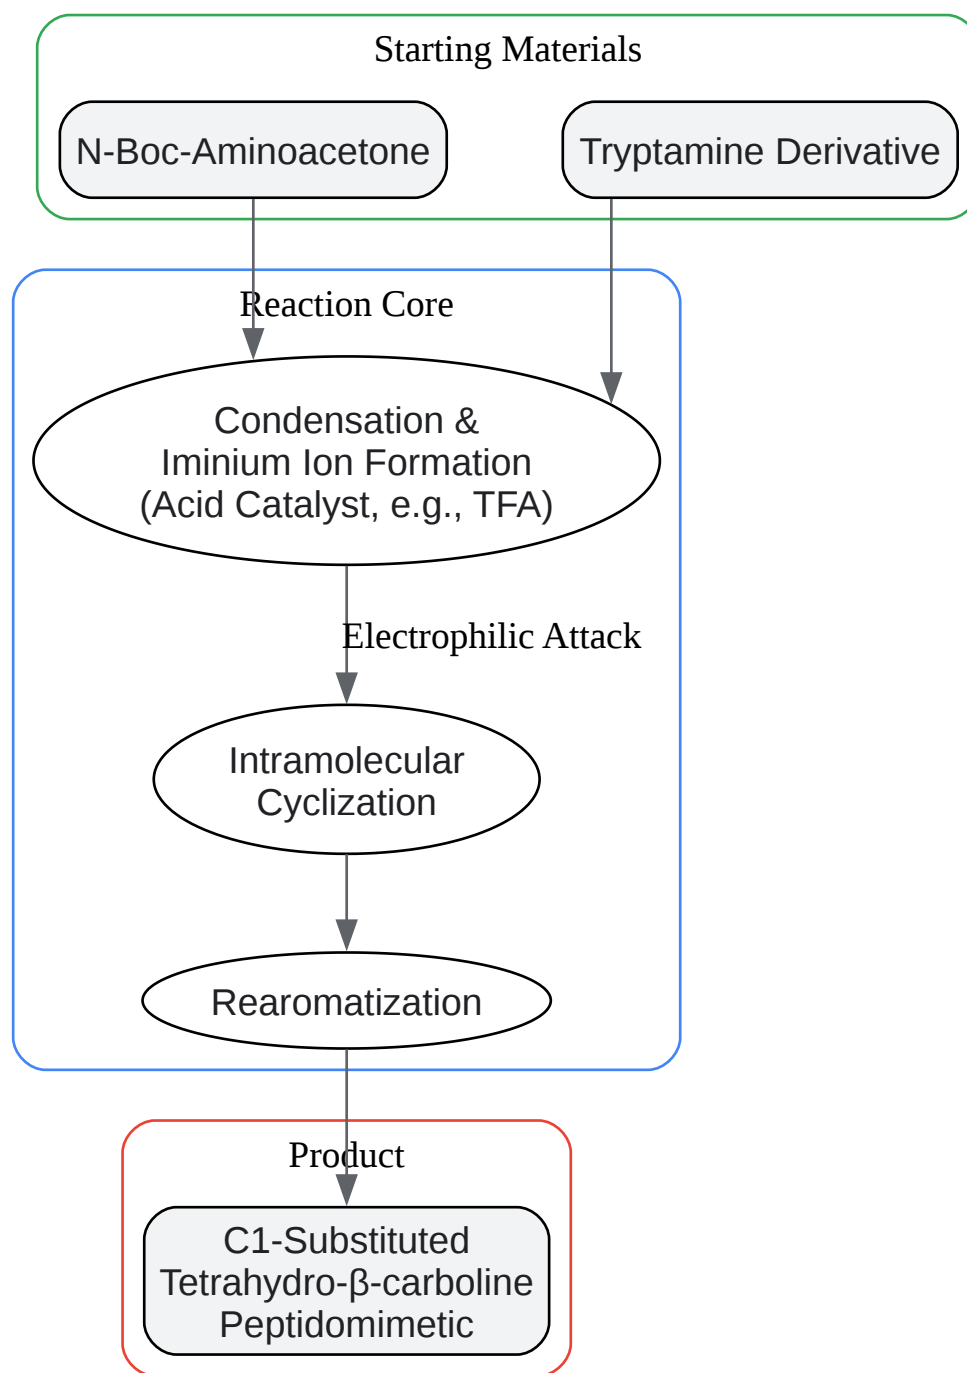 Starting Materials
N-Boc-Aminoacetone
Tryptamine Derivative
Reaction Core
Condensation &
Iminium Ion Formation
(Acid Catalyst, e.g., TFA)
Electrophilic Attack
Intramolecular
Cyclization
Rearomatization
Product
C1-Substituted
Tetrahydro-β-carboline
Peptidomimetic